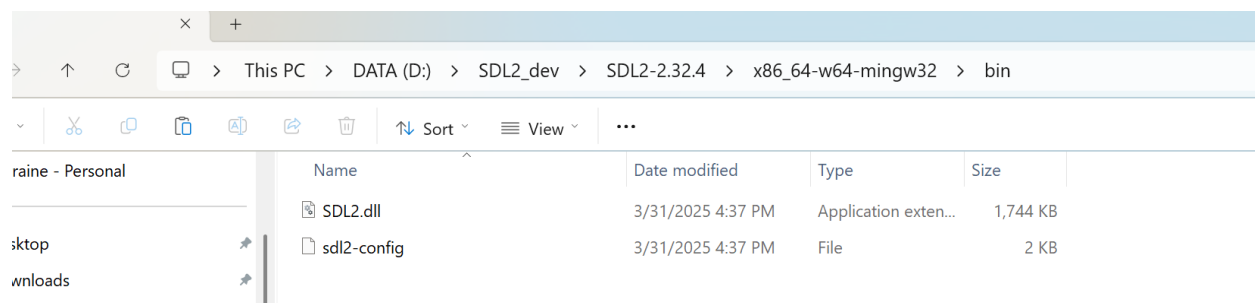 This PC > DATA (D:) > SDL2_dev > SDL2-2.32.4 > x86_64-w64-mingw32 > bin
Sort View ...
raine - Personal
Name Date modified Type Size
SDL2.dll 3/31/2025 4:37 PM Application exten... 1,744 KB
sktop
sdl2-config 3/31/2025 4:37 PM File 2 KB
wnloads